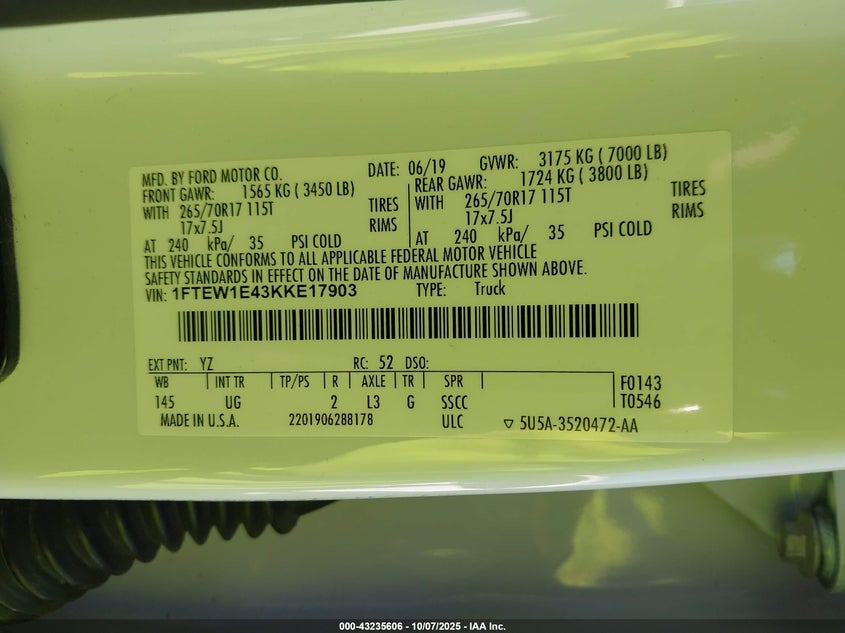 MFD. BY FORD MOTOR CO. DATE: 06/19 GVWR: 3175 KG ( 7000 LB)
FRONT GAWR: 1565 KG ( 3450 LB) REAR GAWR: 1724 KG ( 3800 LB)
WITH 265/70R17 115T TIRES WITH 265/70R17 115T TIRES
17x7.5J RIMS 17x7.5J RIMS
AT 240 kPa/ 35 PSI COLD AT 240 kPa/ 35 PSI COLD
THIS VEHICLE CONFORMS TO ALL APPLICABLE FEDERAL MOTOR VEHICLE
SAFETY STANDARDS IN EFFECT ON THE DATE OF MANUFACTURE SHOWN ABOVE.
VIN: 1FTEW1E43KKE17903 TYPE: Truck
EXT PNT: YZ RC: 52 DSO:
WB INT TR TP/PS R AXLE TR SPR F0143
145 UG 2 L3 G SSCC T0546
MADE IN U.S.A. 2201906288178 ULC ▽ 5U5A-3520472-AA
000-43235606 - 10/07/2025 - IAA Inc.